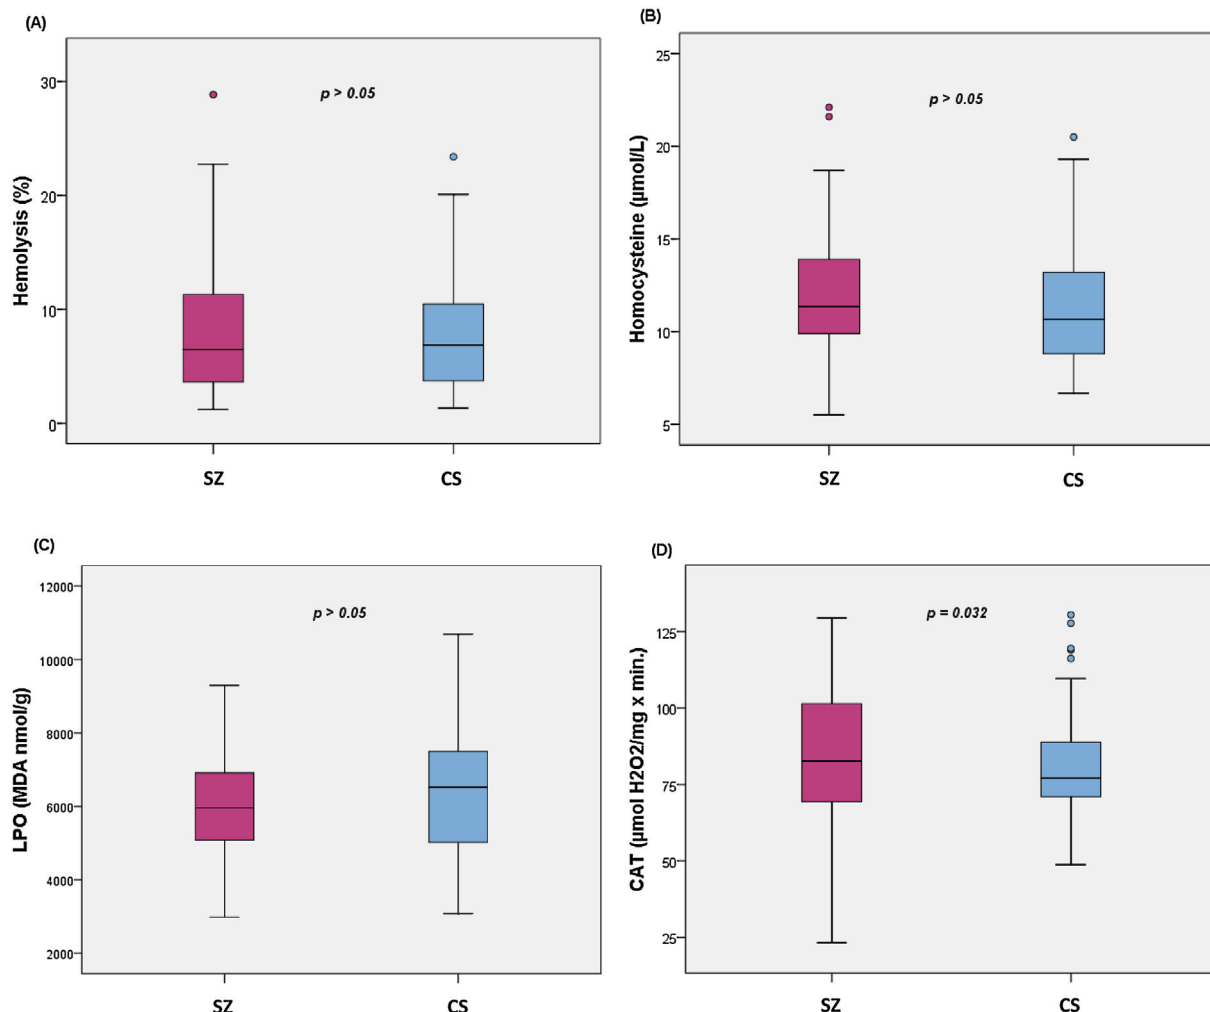 (A)
Hemolysis (%)
30
20
10
0
p > 0.05
SZ
CS
(B)
Homocysteine (µmol/L)
25
20
15
10
5
p > 0.05
SZ
CS
(C)
LPO (MDA nmol/g)
12000
10000
8000
6000
4000
2000
p > 0.05
SZ
CS
(D)
CAT (µmol H2O2/mg x min.)
125
100
75
50
25
p = 0.032
SZ
CS